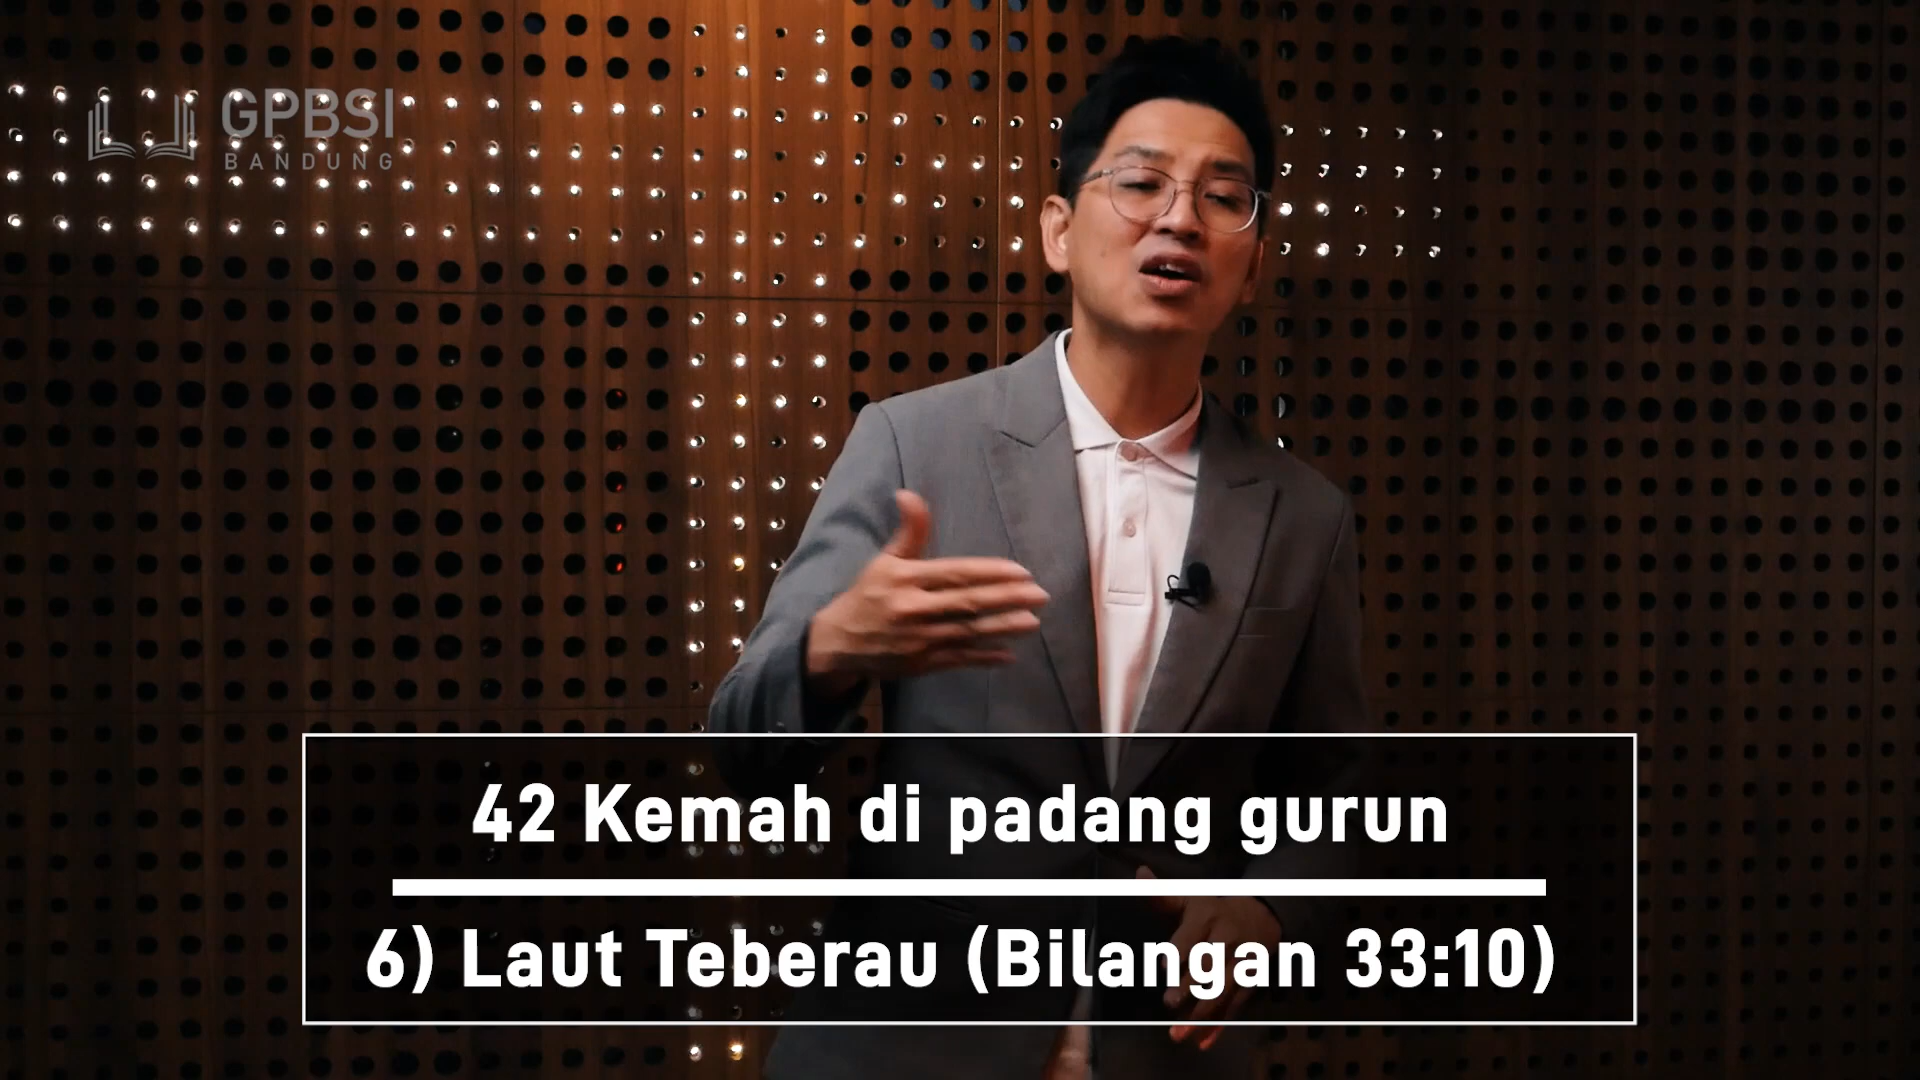 GPBSI
BANDUNG
42 Kemah di padang gurun
6) Laut Teberau (Bilangan 33:10)